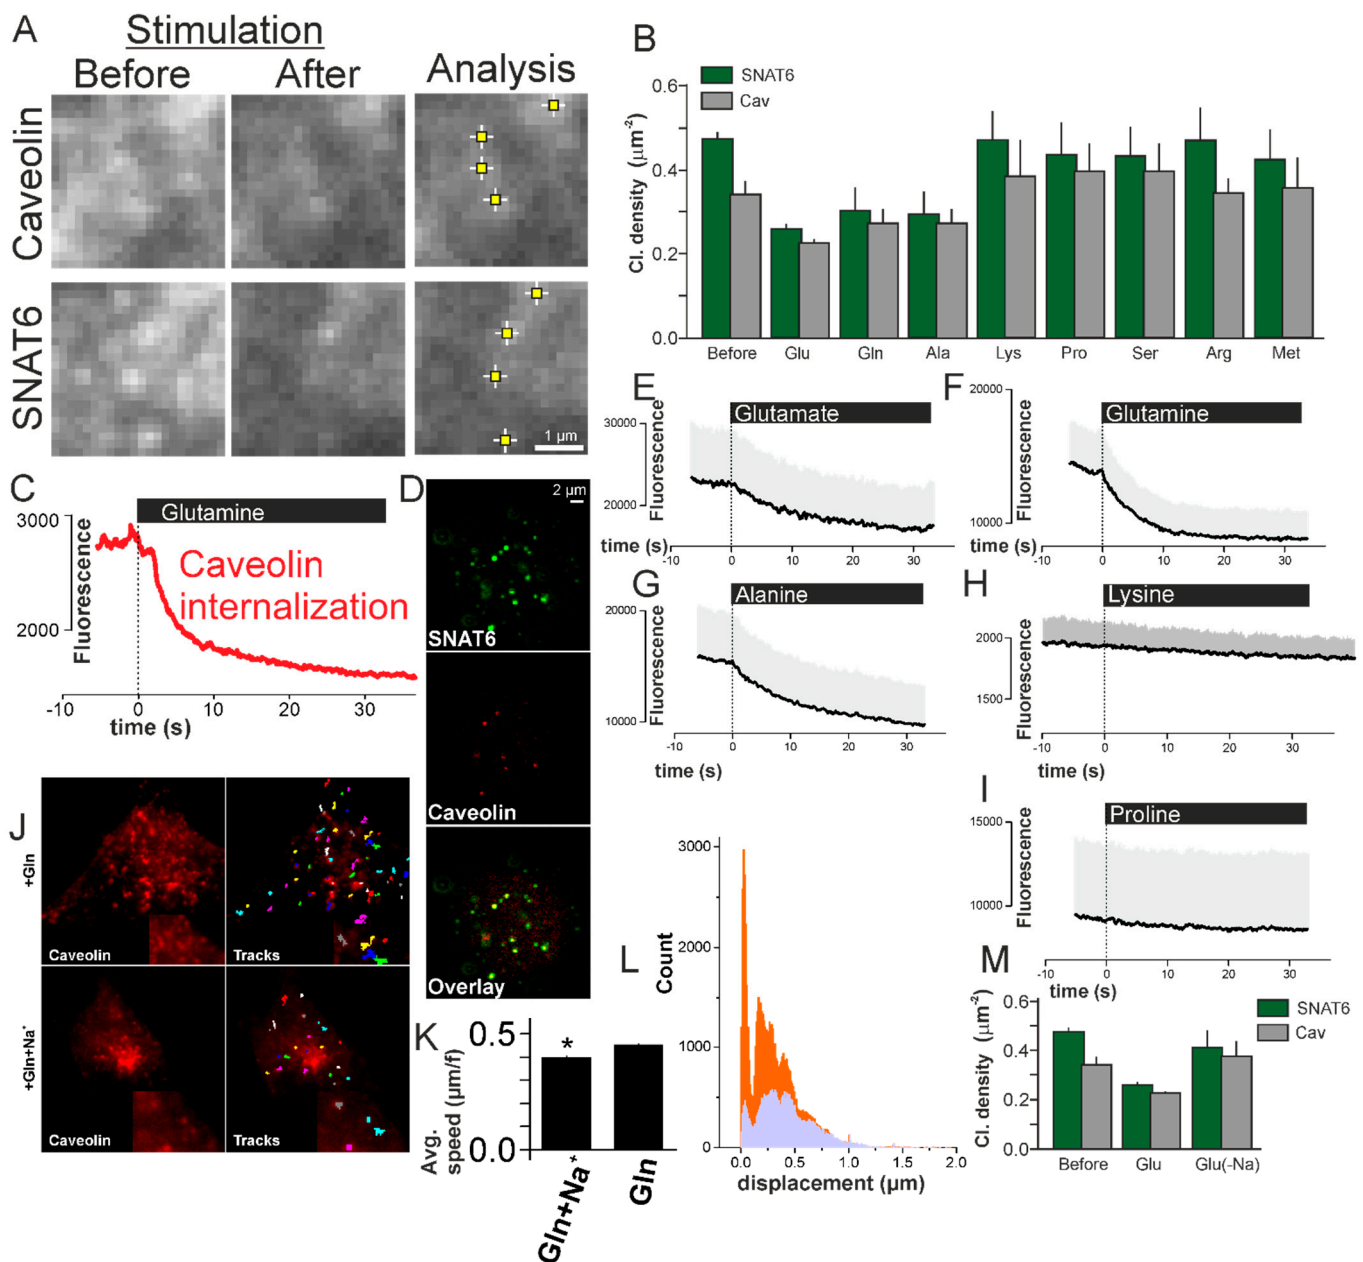 A
Stimulation
Before
After
Analysis
Caveolin
SNAT6
1 µm
B
SNAT6
Cav
Cl. density (µm⁻²)
0.6
0.4
0.2
0.0
Before
Glu
Gln
Ala
Lys
Pro
Ser
Arg
Met
C
Glutamine
Fluorescence
3000
2000
Caveolin
internalization
-10
0
10
20
30
time (s)
D
2 µm
SNAT6
Caveolin
Overlay
E
Glutamate
Fluorescence
30000
20000
time (s)
-10
0
10
20
30
F
Glutamine
Fluorescence
20000
10000
time (s)
-10
0
10
20
30
G
Alanine
Fluorescence
20000
10000
-10
0
10
20
30
time (s)
H
Lysine
Fluorescence
2000
1500
-10
0
10
20
30
time (s)
I
Proline
Fluorescence
15000
10000
-10
0
10
20
30
time (s)
J
+Gln
Caveolin
Tracks
+Gln+Na⁺
Caveolin
Tracks
K
Avg.
speed (µm/f)
0.5
0.0
*
Gln+Na⁺
Gln
L
Count
3000
2000
1000
0
0.0
0.5
1.0
1.5
2.0
displacement (µm)
M
SNAT6
Cav
Cl. density (µm⁻²)
0.6
0.4
0.2
0.0
Before
Glu
Glu(-Na)